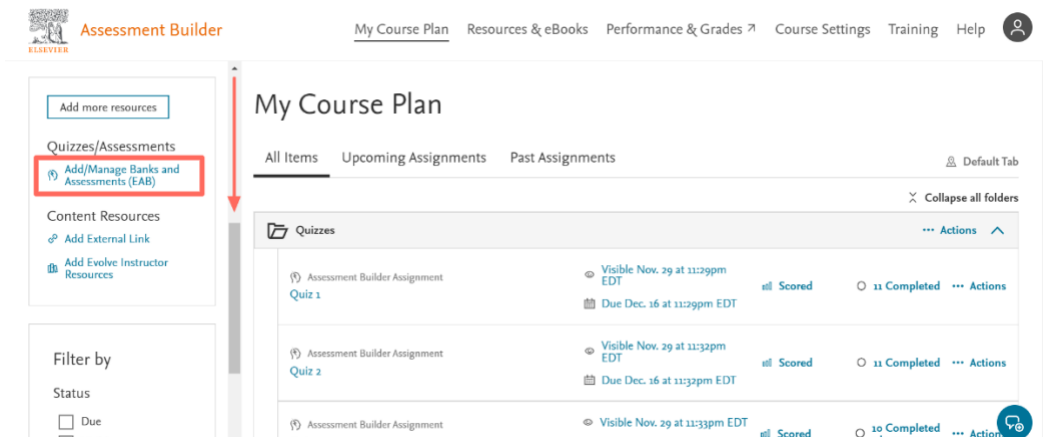 ELSEVIER
Assessment Builder
My Course Plan Resources & eBooks Performance & Grades ↗ Course Settings Training Help
Add more resources
Quizzes/Assessments
Add/Manage Banks and
Assessments (EAB)
Content Resources
Add External Link
Add Evolve Instructor
Resources
Filter by
Status
Due
My Course Plan
All Items Upcoming Assignments Past Assignments
Default Tab
Collapse all folders
Quizzes
··· Actions
Assessment Builder Assignment
Quiz 1
Visible Nov. 29 at 11:29pm
EDT
Due Dec. 16 at 11:29pm EDT
Scored
11 Completed ··· Actions
Assessment Builder Assignment
Quiz 2
Visible Nov. 29 at 11:32pm
EDT
Due Dec. 16 at 11:32pm EDT
Scored
11 Completed ··· Actions
Assessment Builder Assignment
Visible Nov. 29 at 11:33pm EDT
Scored
10 Completed ··· Action